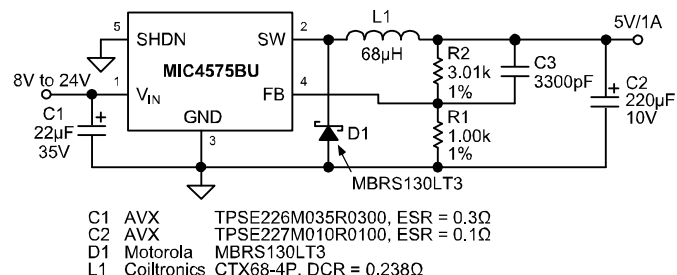 5 SHDN
SW 2
L1
68µH
5V/1A
MIC4575BU
8V to 24V
1 VIN
FB 4
GND
3
C1
22µF
35V
+
D1
MBRS130LT3
R2
3.01k
1%
R1
1.00k
1%
C3
3300pF
+
C2
220µF
10V
C1 AVX TPSE226M035R0300, ESR = 0.3Ω
C2 AVX TPSE227M010R0100, ESR = 0.1Ω
D1 Motorola MBRS130LT3
L1 Coiltronics CTX68-4P, DCR = 0.238Ω